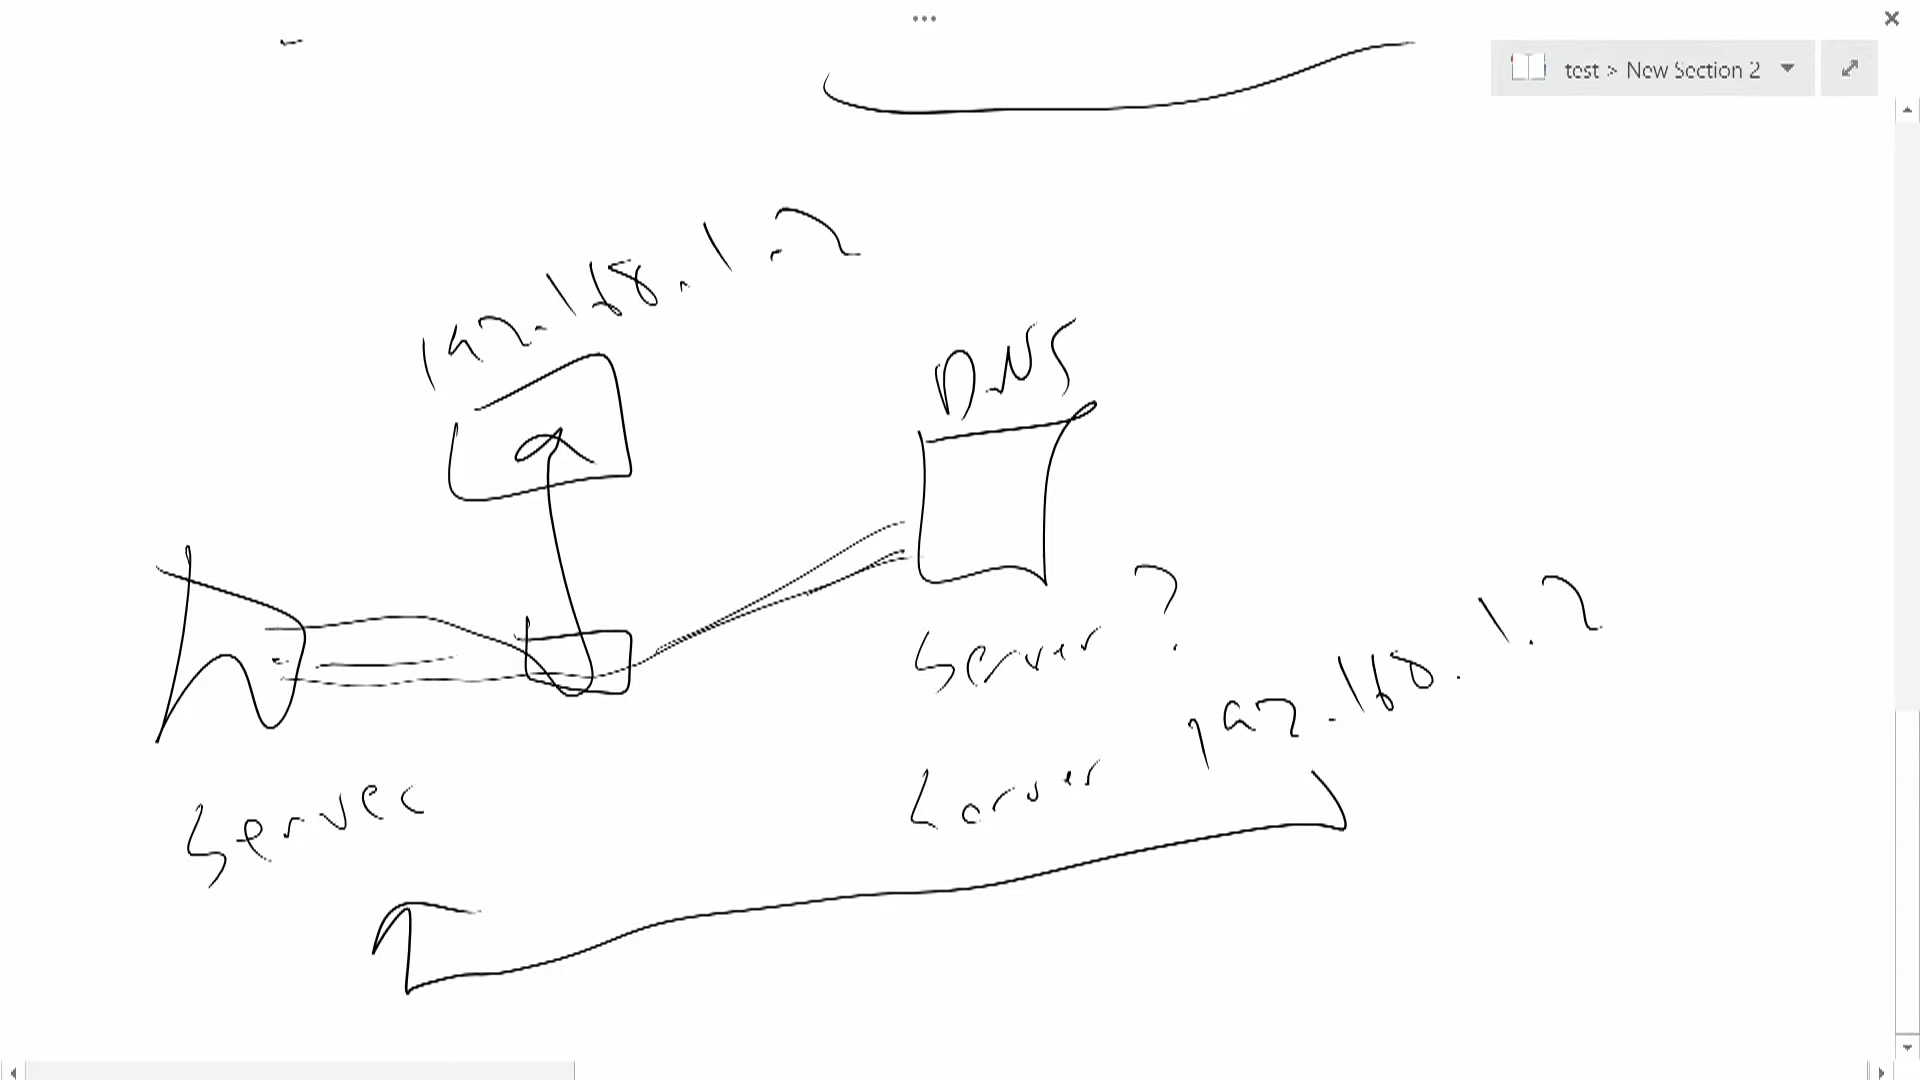 test > New Section 2
192.168.1.2
DNS
Server ?
Server 192.168.1.2
Server